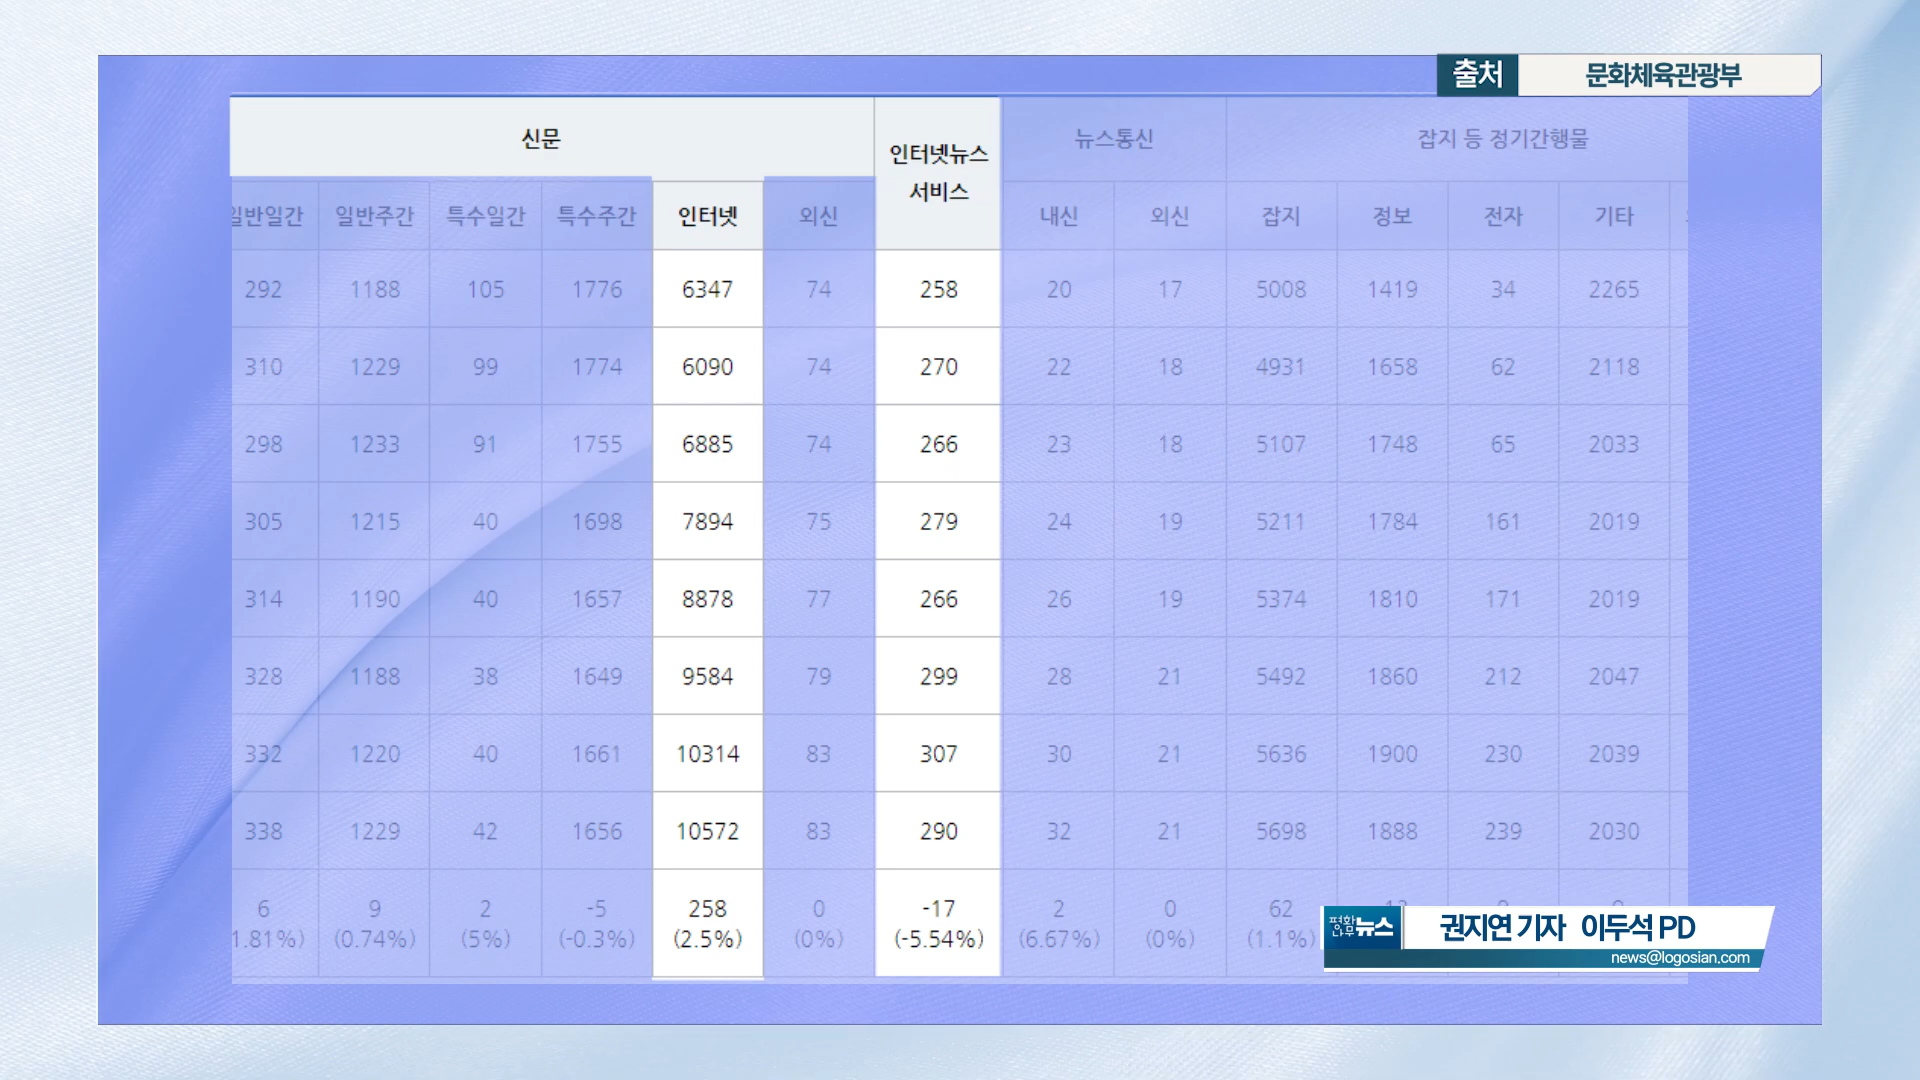 출처 문화체육관광부
신문 인터넷뉴스 서비스 뉴스통신 잡지 등 정기간행물
일반일간 일반주간 특수일간 특수주간 인터넷 외신 내신 외신 잡지 정보 전자 기타
292 1188 105 1776 6347 74 258 20 17 5008 1419 34 2265
310 1229 99 1774 6090 74 270 22 18 4931 1658 62 2118
298 1233 91 1755 6885 74 266 23 18 5107 1748 65 2033
305 1215 40 1698 7894 75 279 24 19 5211 1784 161 2019
314 1190 40 1657 8878 77 266 26 19 5374 1810 171 2019
328 1188 38 1649 9584 79 299 28 21 5492 1860 212 2047
332 1220 40 1661 10314 83 307 30 21 5636 1900 230 2039
338 1229 42 1656 10572 83 290 32 21 5698 1888 239 2030
6 9 2 -5 258 0 -17 2 0 62
1.81%) (0.74%) (5%) (-0.3%) (2.5%) (0%) (-5.54%) (6.67%) (0%) (1.1%)
평화나무 뉴스 권지연 기자 이두석 PD
news@logosian.com